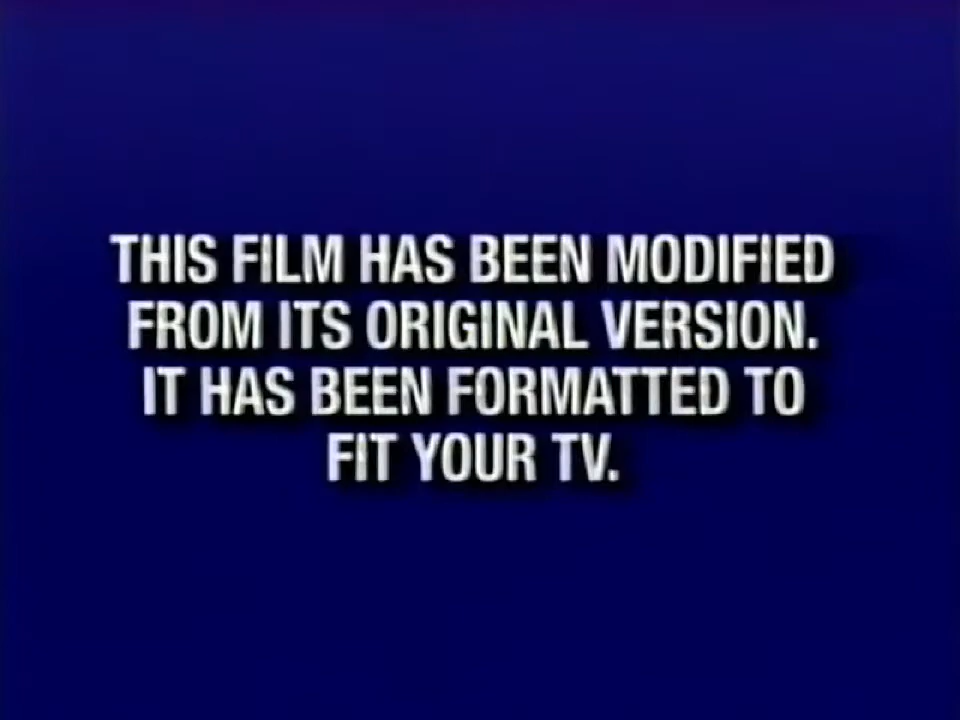 THIS FILM HAS BEEN MODIFIED
FROM ITS ORIGINAL VERSION.
IT HAS BEEN FORMATTED TO
FIT YOUR TV.